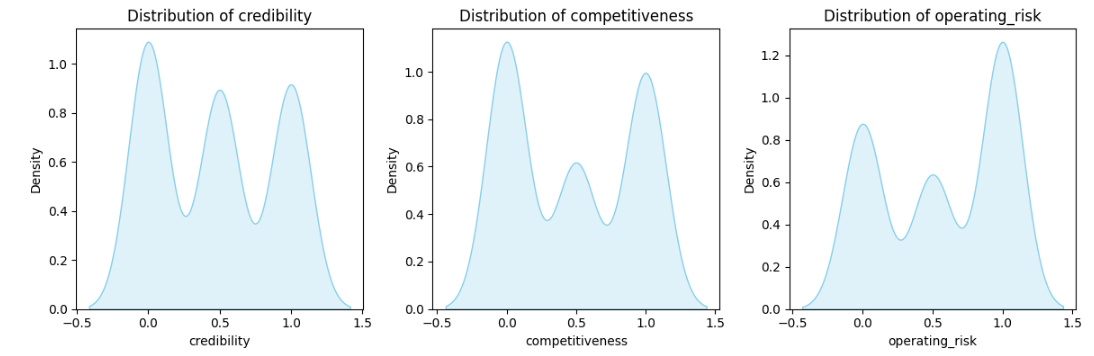 Distribution of credibility
Density
1.0
0.8
0.6
0.4
0.2
0.0
−0.5 0.0 0.5 1.0 1.5
credibility
Distribution of competitiveness
Density
1.0
0.8
0.6
0.4
0.2
0.0
−0.5 0.0 0.5 1.0 1.5
competitiveness
Distribution of operating_risk
Density
1.2
1.0
0.8
0.6
0.4
0.2
0.0
−0.5 0.0 0.5 1.0 1.5
operating_risk